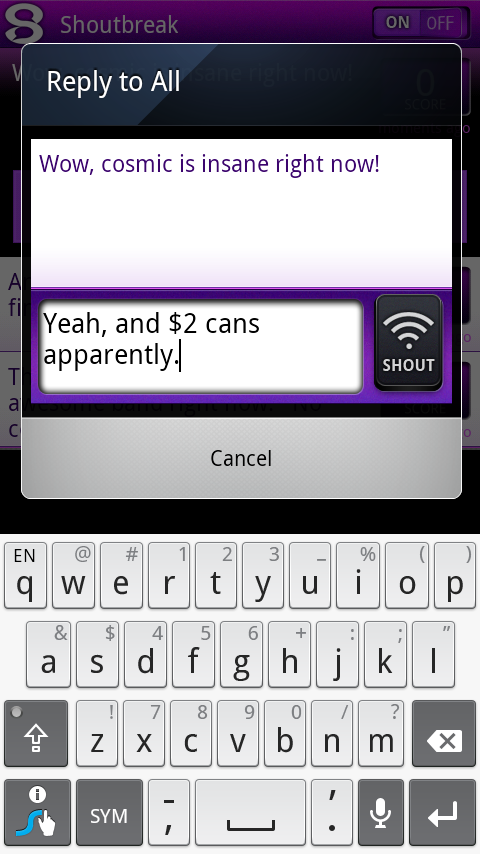 Shoutbreak
ON OFF
Reply to All
Wow, cosmic is insane right now!
Yeah, and $2 cans
apparently.
SHOUT
Cancel
EN @ # 1 2 3 _ % ( )
q w e r t y u i o p
& $ 4 5 6 + : ; "
a s d f g h j k l
! 7 8 9 0 / ?
z x c v b n m
SYM - , ' .